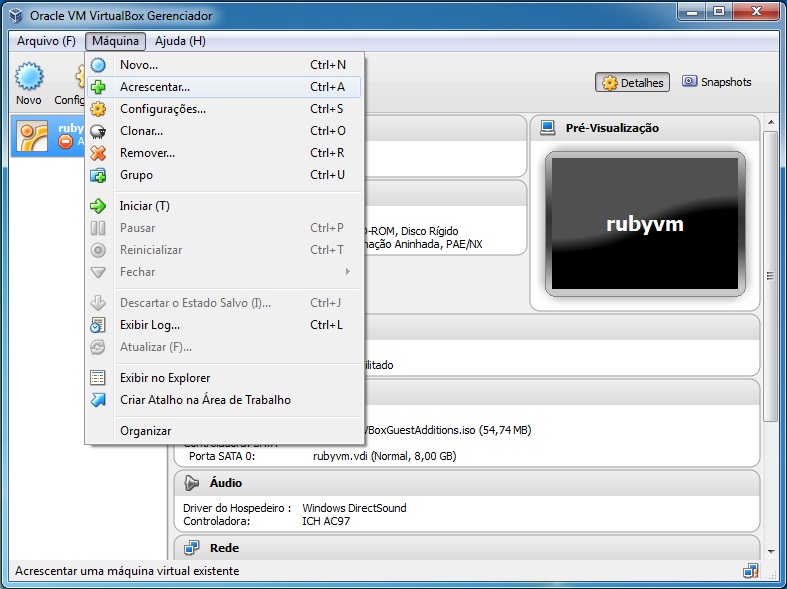 Oracle VM VirtualBox Gerenciador
Arquivo (F) Máquina Ajuda (H)
Novo
Config
Detalhes Snapshots
ruby
A
Novo... Ctrl+N
Acrescentar... Ctrl+A
Configurações... Ctrl+S
Clonar... Ctrl+O
Remover... Ctrl+R
Grupo Ctrl+U
Iniciar (T)
Pausar Ctrl+P
Reinicializar Ctrl+T
Fechar
Descartar o Estado Salvo (I)... Ctrl+J
Exibir Log... Ctrl+L
Atualizar (F)...
Exibir no Explorer
Criar Atalho na Área de Trabalho
Organizar
Pré-Visualização
rubyvm
D-ROM, Disco Rígido
nação Aninhada, PAE/NX
ilitado
/BoxGuestAdditions.iso (54,74 MB)
Porta SATA 0: rubyvm.vdi (Normal, 8,00 GB)
Áudio
Driver do Hospedeiro : Windows DirectSound
Controladora: ICH AC97
Rede
Acrescentar uma máquina virtual existente